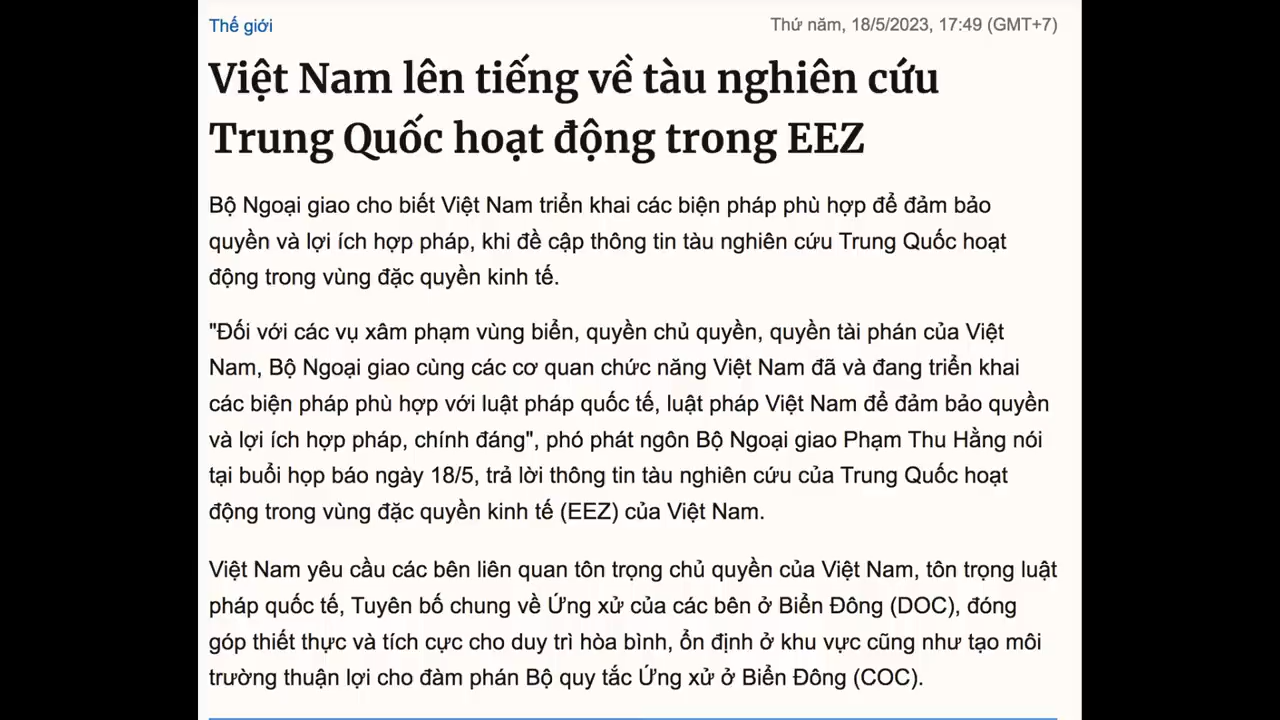 Thế giới
Thứ năm, 18/5/2023, 17:49 (GMT+7)
Việt Nam lên tiếng về tàu nghiên cứu
Trung Quốc hoạt động trong EEZ
Bộ Ngoại giao cho biết Việt Nam triển khai các biện pháp phù hợp để đảm bảo
quyền và lợi ích hợp pháp, khi đề cập thông tin tàu nghiên cứu Trung Quốc hoạt
động trong vùng đặc quyền kinh tế.
"Đối với các vụ xâm phạm vùng biển, quyền chủ quyền, quyền tài phán của Việt
Nam, Bộ Ngoại giao cùng các cơ quan chức năng Việt Nam đã và đang triển khai
các biện pháp phù hợp với luật pháp quốc tế, luật pháp Việt Nam để đảm bảo quyền
và lợi ích hợp pháp, chính đáng", phó phát ngôn Bộ Ngoại giao Phạm Thu Hằng nói
tại buổi họp báo ngày 18/5, trả lời thông tin tàu nghiên cứu của Trung Quốc hoạt
động trong vùng đặc quyền kinh tế (EEZ) của Việt Nam.
Việt Nam yêu cầu các bên liên quan tôn trọng chủ quyền của Việt Nam, tôn trọng luật
pháp quốc tế, Tuyên bố chung về Ứng xử của các bên ở Biển Đông (DOC), đóng
góp thiết thực và tích cực cho duy trì hòa bình, ổn định ở khu vực cũng như tạo môi
trường thuận lợi cho đàm phán Bộ quy tắc Ứng xử ở Biển Đông (COC).